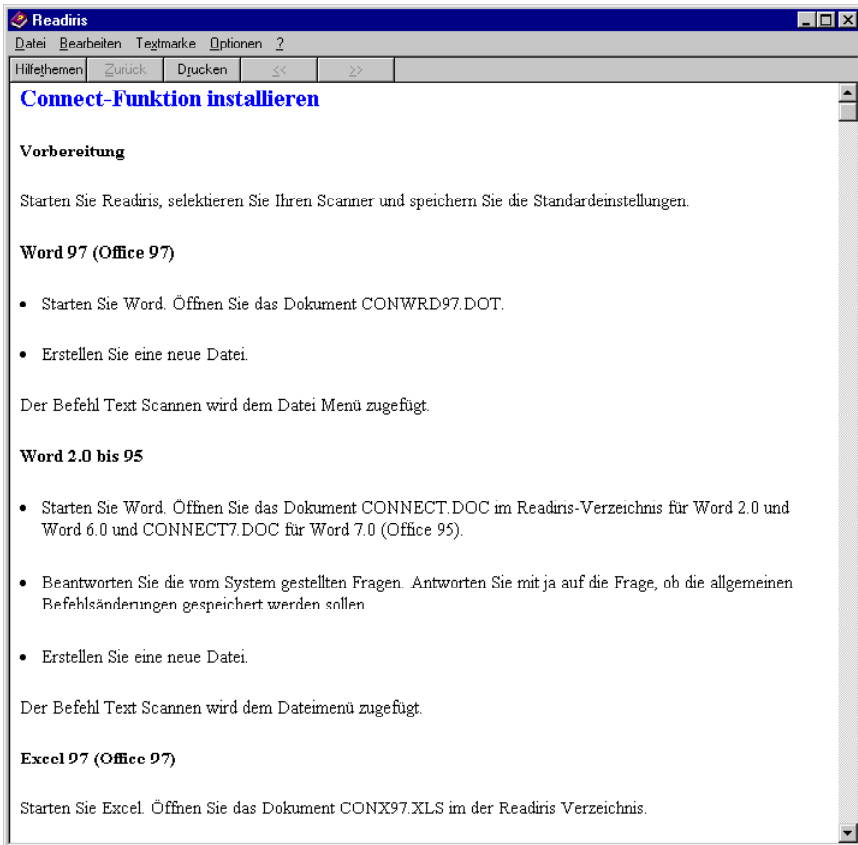 Readiris
Datei Bearbeiten Textmarke Optionen ?
Hilfethemen Zurück Drucken << >>
Connect-Funktion installieren
Vorbereitung
Starten Sie Readiris, selektieren Sie Ihren Scanner und speichern Sie die Standardeinstellungen.
Word 97 (Office 97)
• Starten Sie Word. Öffnen Sie das Dokument CONWRD97.DOT.
• Erstellen Sie eine neue Datei.
Der Befehl Text Scannen wird dem Datei Menü zugefügt.
Word 2.0 bis 95
• Starten Sie Word. Öffnen Sie das Dokument CONNECT.DOC im Readiris-Verzeichnis für Word 2.0 und
Word 6.0 und CONNECT7.DOC für Word 7.0 (Office 95).
• Beantworten Sie die vom System gestellten Fragen. Antworten Sie mit ja auf die Frage, ob die allgemeinen
Befehlsänderungen gespeichert werden sollen
• Erstellen Sie eine neue Datei.
Der Befehl Text Scannen wird dem Dateimenü zugefügt.
Excel 97 (Office 97)
Starten Sie Excel. Öffnen Sie das Dokument CONX97.XLS im der Readiris Verzeichnis.